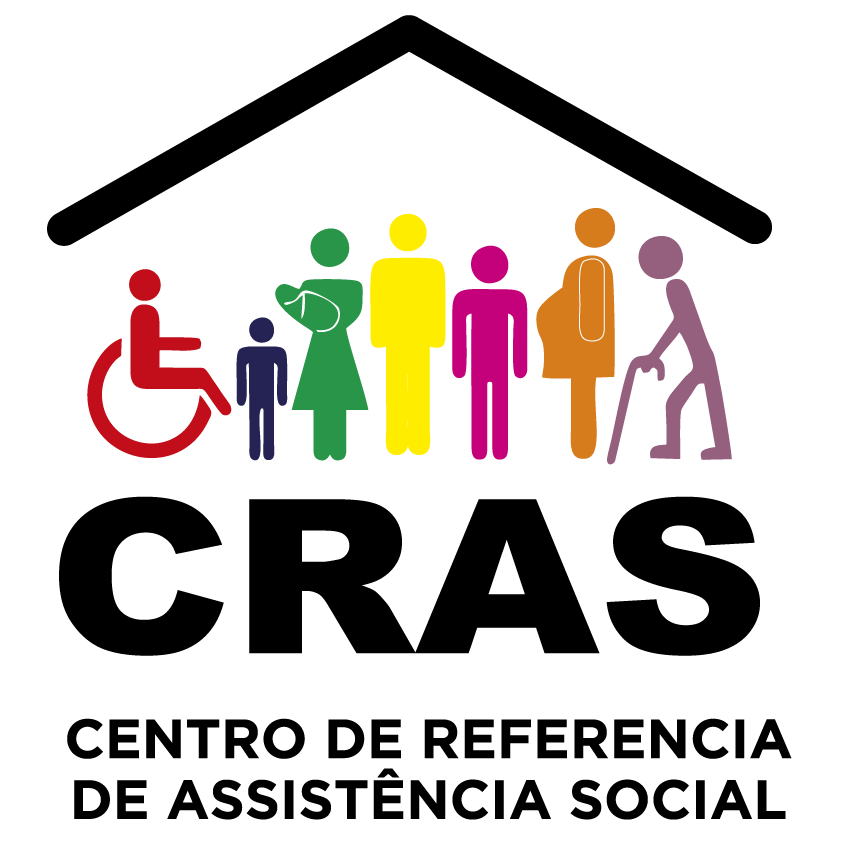 CRAS
CENTRO DE REFERENCIA
DE ASSISTÊNCIA SOCIAL